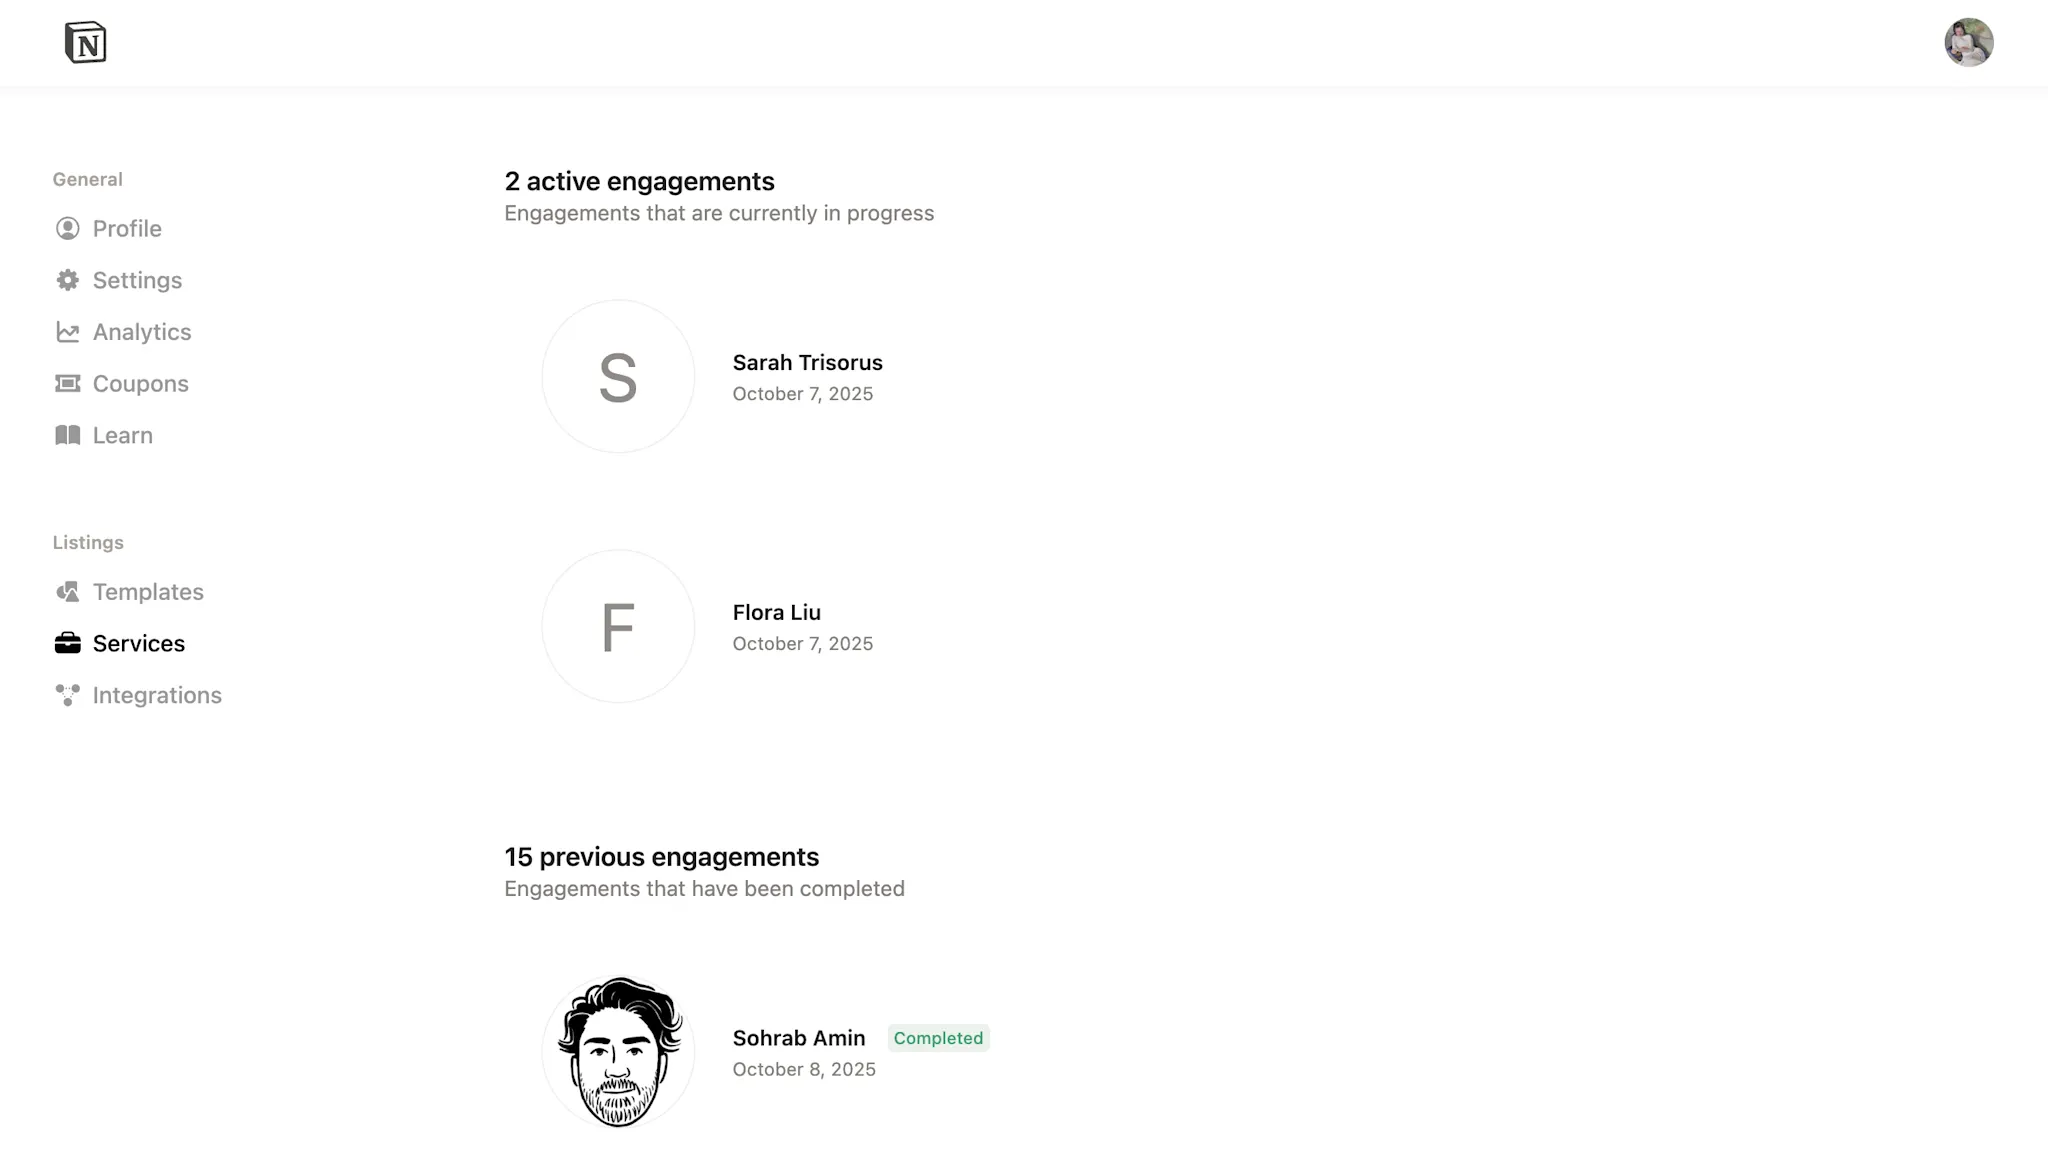 N
General
Profile
Settings
Analytics
Coupons
Learn
Listings
Templates
Services
Integrations
2 active engagements
Engagements that are currently in progress
S
Sarah Trisorus
October 7, 2025
F
Flora Liu
October 7, 2025
15 previous engagements
Engagements that have been completed
Sohrab Amin Completed
October 8, 2025